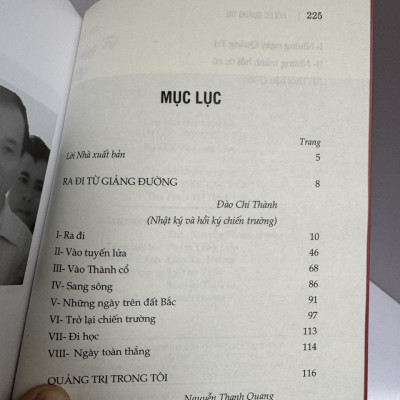 225
MỤC LỤC
Trang
Lời Nhà xuất bản 5
RA ĐI TỪ GIẢNG ĐƯỜNG 8
Đào Chí Thành
(Nhật ký và hồi ký chiến trường)
I- Ra đi 10
II- Vào tuyến lửa 46
III- Vào Thành cổ 68
IV- Sang sông 86
V- Những ngày trên đất Bắc 91
VI- Trở lại chiến trường 97
VII- Đi học 113
VIII- Ngày toàn thắng 114
QUẢNG TRỊ TRONG TÔI 116
Nguyễn Thanh Quang